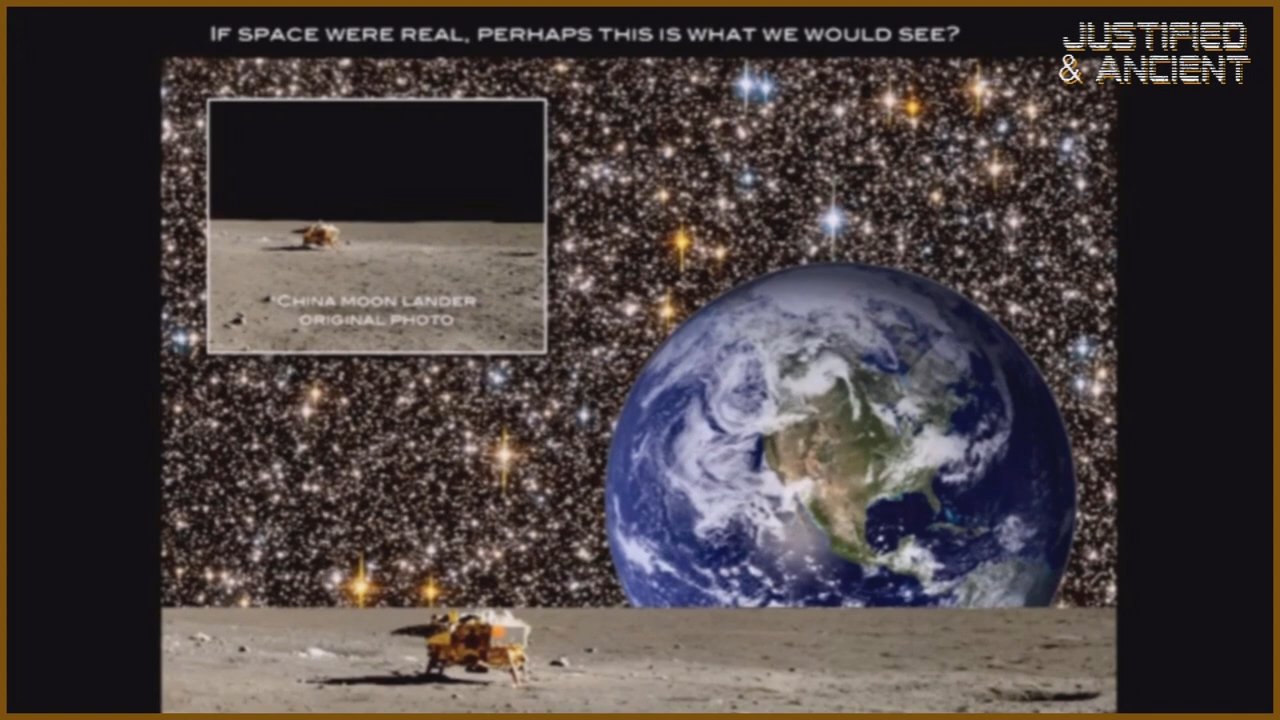 IF SPACE WERE REAL, PERHAPS THIS IS WHAT WE WOULD SEE?
JUSTIFIED
& ANCIENT
*CHINA MOON LANDER
ORIGINAL PHOTO